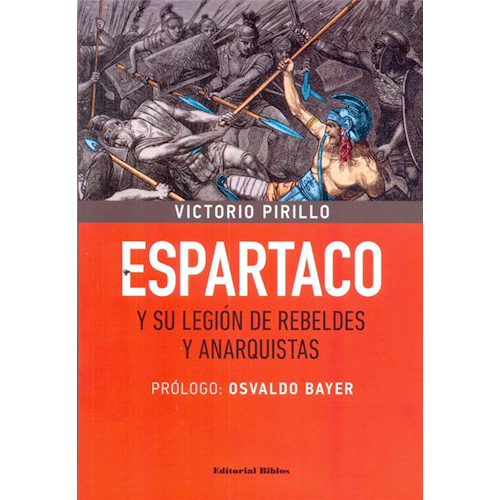 VICTORIO PIRILLO
ESPARTACO
Y SU LEGIÓN DE REBELDES
Y ANARQUISTAS
PRÓLOGO: OSVALDO BAYER
Editorial Biblos